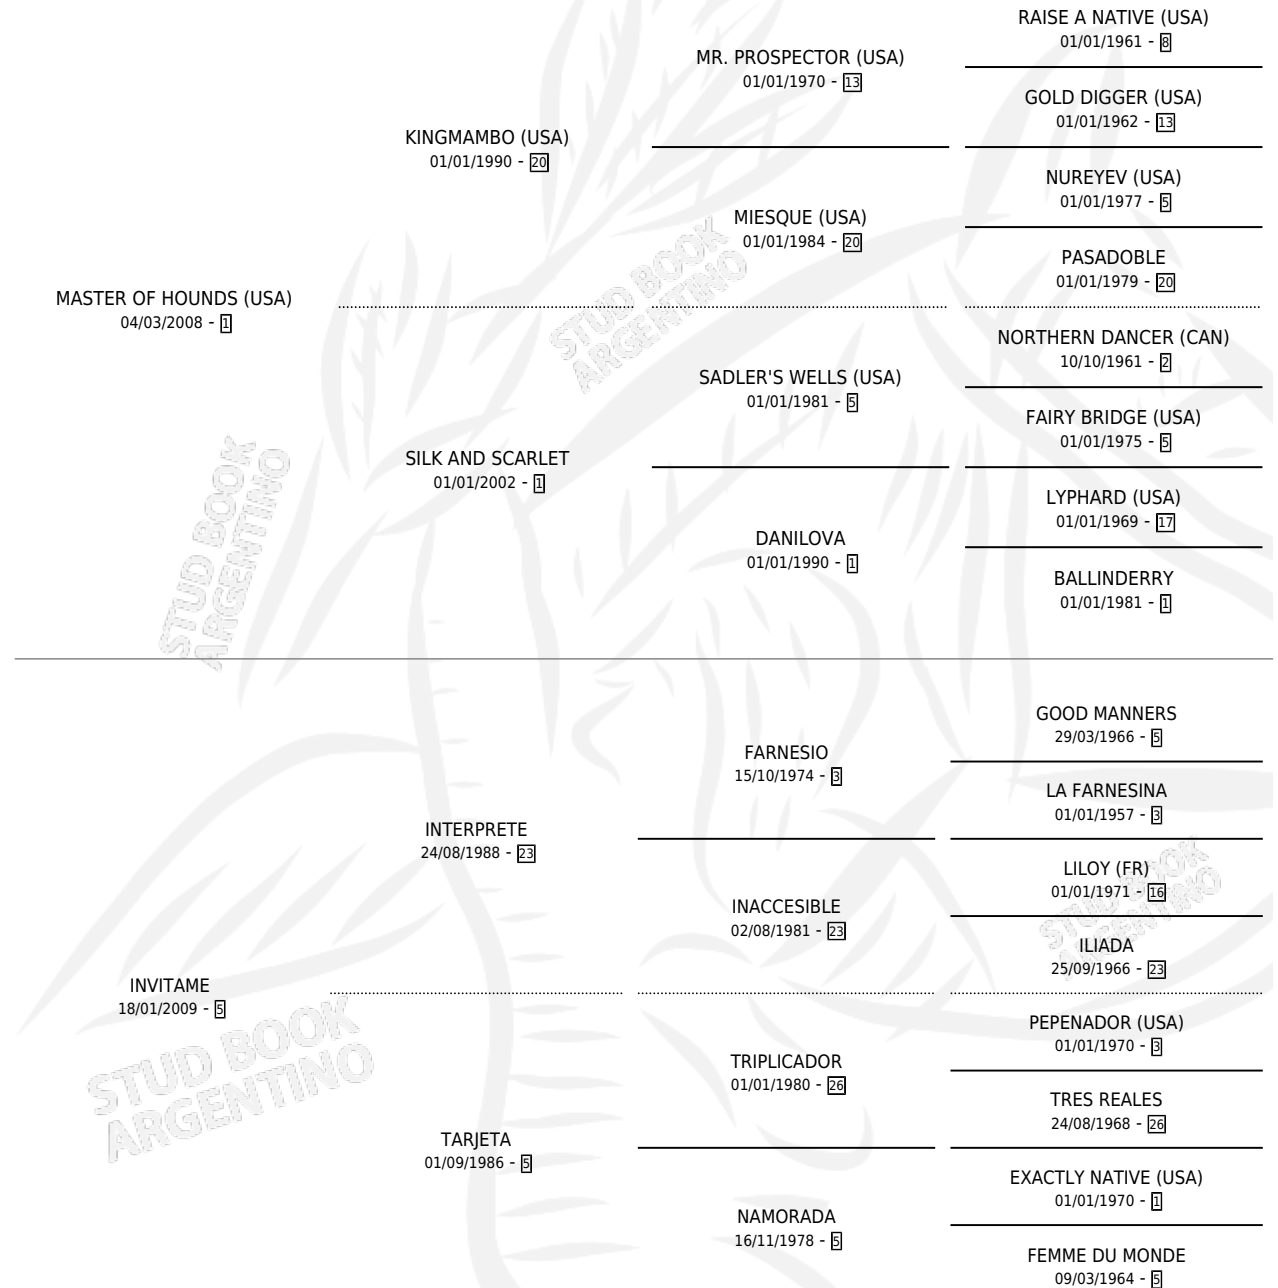 RAISE A NATIVE (USA)
01/01/1961 - 8
MR. PROSPECTOR (USA)
01/01/1970 - 13
GOLD DIGGER (USA)
01/01/1962 - 13
KINGMAMBO (USA)
01/01/1990 - 20
NUREYEV (USA)
01/01/1977 - 5
MIESQUE (USA)
01/01/1984 - 20
PASADOBLE
01/01/1979 - 20
MASTER OF HOUNDS (USA)
04/03/2008 - 1
NORTHERN DANCER (CAN)
10/10/1961 - 2
SADLER'S WELLS (USA)
01/01/1981 - 5
FAIRY BRIDGE (USA)
01/01/1975 - 5
SILK AND SCARLET
01/01/2002 - 1
LYPHARD (USA)
01/01/1969 - 17
DANILOVA
01/01/1990 - 1
BALLINDERRY
01/01/1981 - 1
GOOD MANNERS
29/03/1966 - 5
FARNESIO
15/10/1974 - 3
LA FARNESINA
01/01/1957 - 3
INTERPRETE
24/08/1988 - 23
LILOY (FR)
01/01/1971 - 16
INACCESIBLE
02/08/1981 - 23
ILIADA
25/09/1966 - 23
INVITAME
18/01/2009 - 5
PEPENADOR (USA)
01/01/1970 - 3
TRIPLICADOR
01/01/1980 - 26
TRES REALES
24/08/1968 - 26
TARJETA
01/09/1986 - 5
EXACTLY NATIVE (USA)
01/01/1970 - 1
NAMORADA
16/11/1978 - 5
FEMME DU MONDE
09/03/1964 - 5
STUD BOOK
ARGENTINO
STUD BOOK
ARGENTINO
STUD BOOK
ARGENTINO
STUD BOOK
ARGENTINO